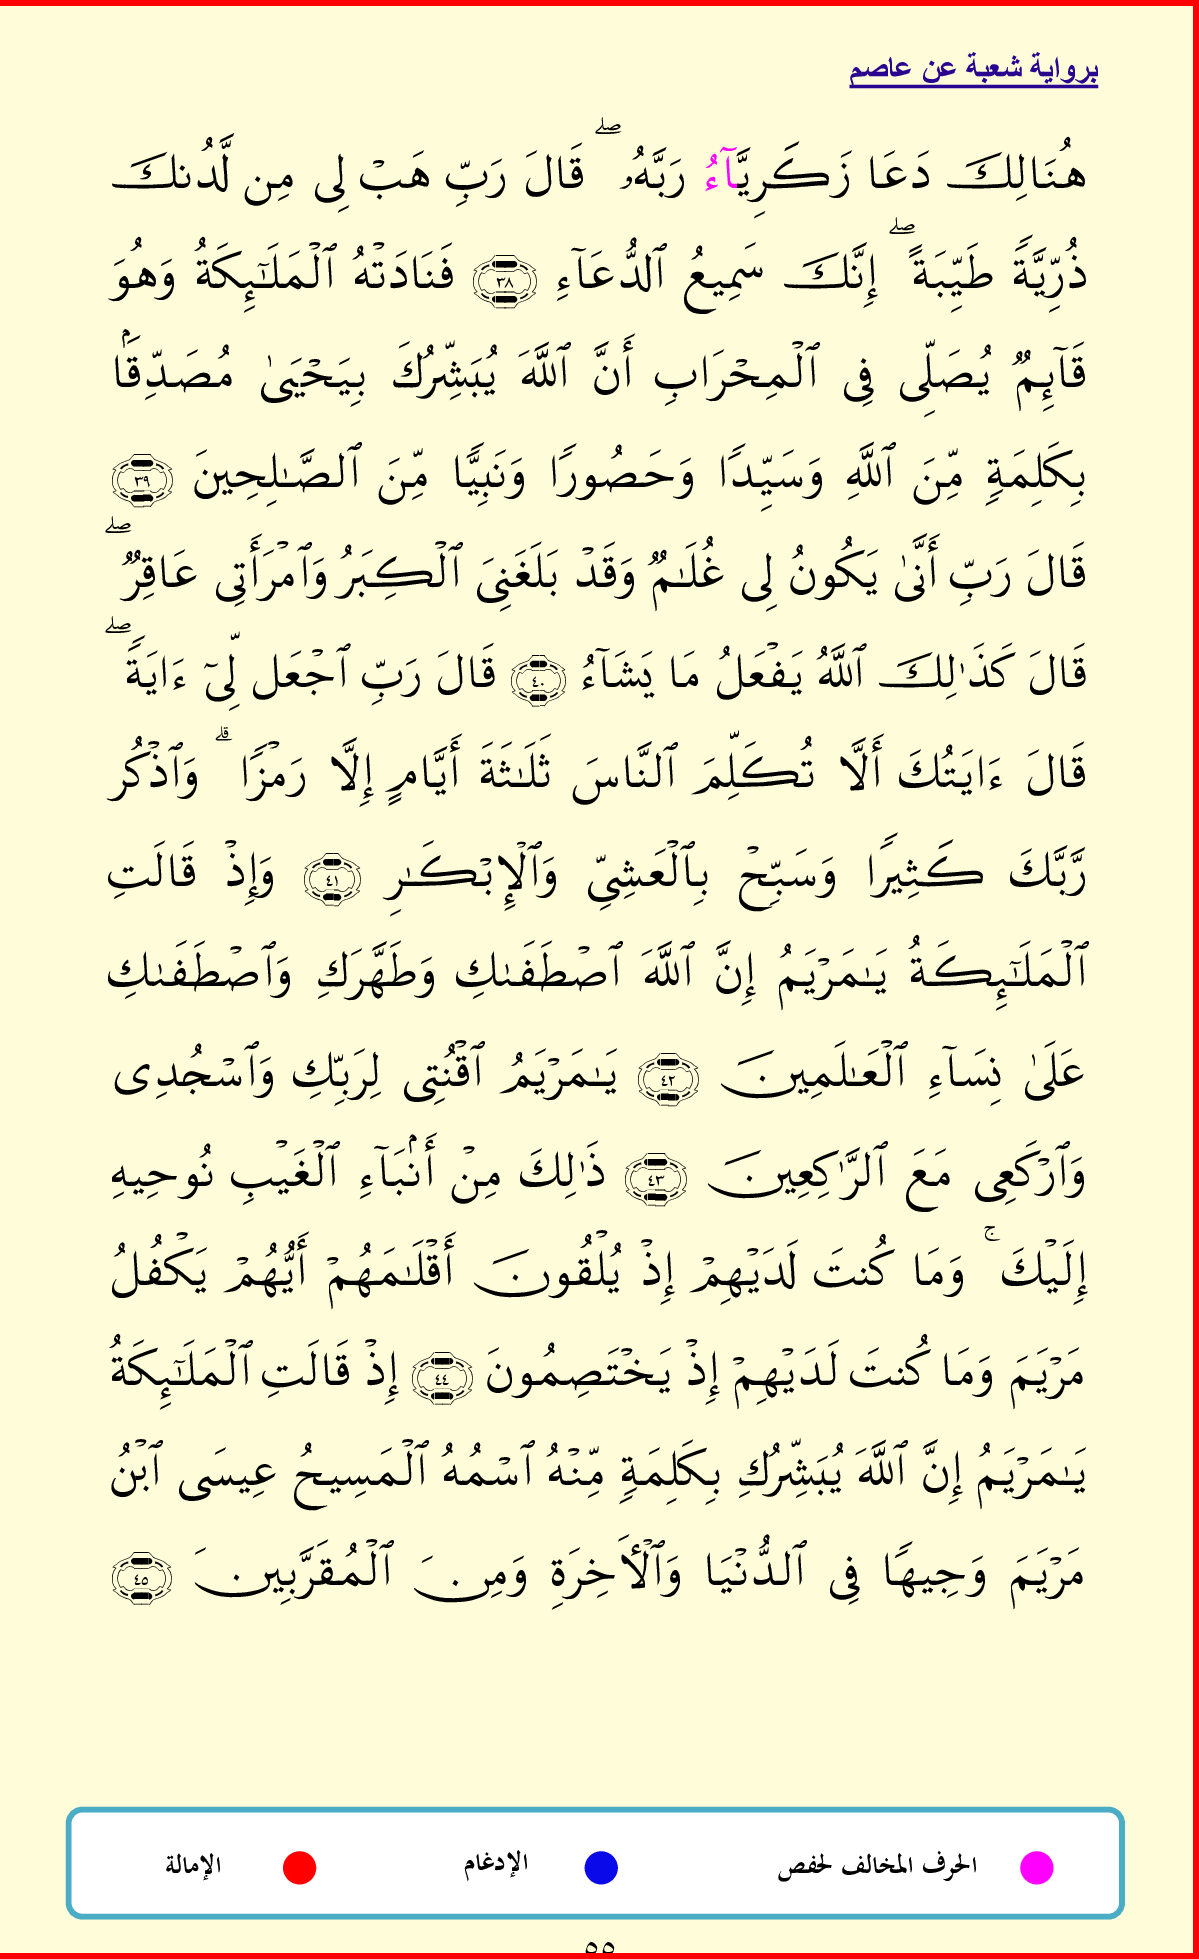 برواية شعبة عن عاصم
هُنَالِكَ دَعَا زَكَرِيَّآءُ رَبَّهُۥۖ قَالَ رَبِّ هَبۡ لِي مِن لَّدُنكَ
ذُرِّيَّةٗ طَيِّبَةًۖ إِنَّكَ سَمِيعُ ٱلدُّعَآءِ ٣٨ فَنَادَتۡهُ ٱلۡمَلَٰٓئِكَةُ وَهُوَ
قَآئِمٞ يُصَلِّي فِي ٱلۡمِحۡرَابِ أَنَّ ٱللَّهَ يُبَشِّرُكَ بِيَحۡيَىٰ مُصَدِّقَۢا
بِكَلِمَةٖ مِّنَ ٱللَّهِ وَسَيِّدٗا وَحَصُورٗا وَنَبِيّٗا مِّنَ ٱلصَّٰلِحِينَ ٣٩
قَالَ رَبِّ أَنَّىٰ يَكُونُ لِي غُلَٰمٞ وَقَدۡ بَلَغَنِيَ ٱلۡكِبَرُ وَٱمۡرَأَتِي عَاقِرٞۖ
قَالَ كَذَٰلِكَ ٱللَّهُ يَفۡعَلُ مَا يَشَآءُ ٤٠ قَالَ رَبِّ ٱجۡعَل لِّيٓ ءَايَةٗۖ
قَالَ ءَايَتُكَ أَلَّا تُكَلِّمَ ٱلنَّاسَ ثَلَٰثَةَ أَيَّامٍ إِلَّا رَمۡزٗاۗ وَٱذۡكُر
رَّبَّكَ كَثِيرٗا وَسَبِّحۡ بِٱلۡعَشِيِّ وَٱلۡإِبۡكَٰرِ ٤١ وَإِذۡ قَالَتِ
ٱلۡمَلَٰٓئِكَةُ يَٰمَرۡيَمُ إِنَّ ٱللَّهَ ٱصۡطَفَىٰكِ وَطَهَّرَكِ وَٱصۡطَفَىٰكِ
عَلَىٰ نِسَآءِ ٱلۡعَٰلَمِينَ ٤٢ يَٰمَرۡيَمُ ٱقۡنُتِي لِرَبِّكِ وَٱسۡجُدِي
وَٱرۡكَعِي مَعَ ٱلرَّٰكِعِينَ ٤٣ ذَٰلِكَ مِنۡ أَنۢبَآءِ ٱلۡغَيۡبِ نُوحِيهِ
إِلَيۡكَۚ وَمَا كُنتَ لَدَيۡهِمۡ إِذۡ يُلۡقُونَ أَقۡلَٰمَهُمۡ أَيُّهُمۡ يَكۡفُلُ
مَرۡيَمَ وَمَا كُنتَ لَدَيۡهِمۡ إِذۡ يَخۡتَصِمُونَ ٤٤ إِذۡ قَالَتِ ٱلۡمَلَٰٓئِكَةُ
يَٰمَرۡيَمُ إِنَّ ٱللَّهَ يُبَشِّرُكِ بِكَلِمَةٖ مِّنۡهُ ٱسۡمُهُ ٱلۡمَسِيحُ عِيسَى ٱبۡنُ
مَرۡيَمَ وَجِيهٗا فِي ٱلدُّنۡيَا وَٱلۡأٓخِرَةِ وَمِنَ ٱلۡمُقَرَّبِينَ ٤٥
الحرف المخالف لحفص الإدغام الإمالة
٥٥